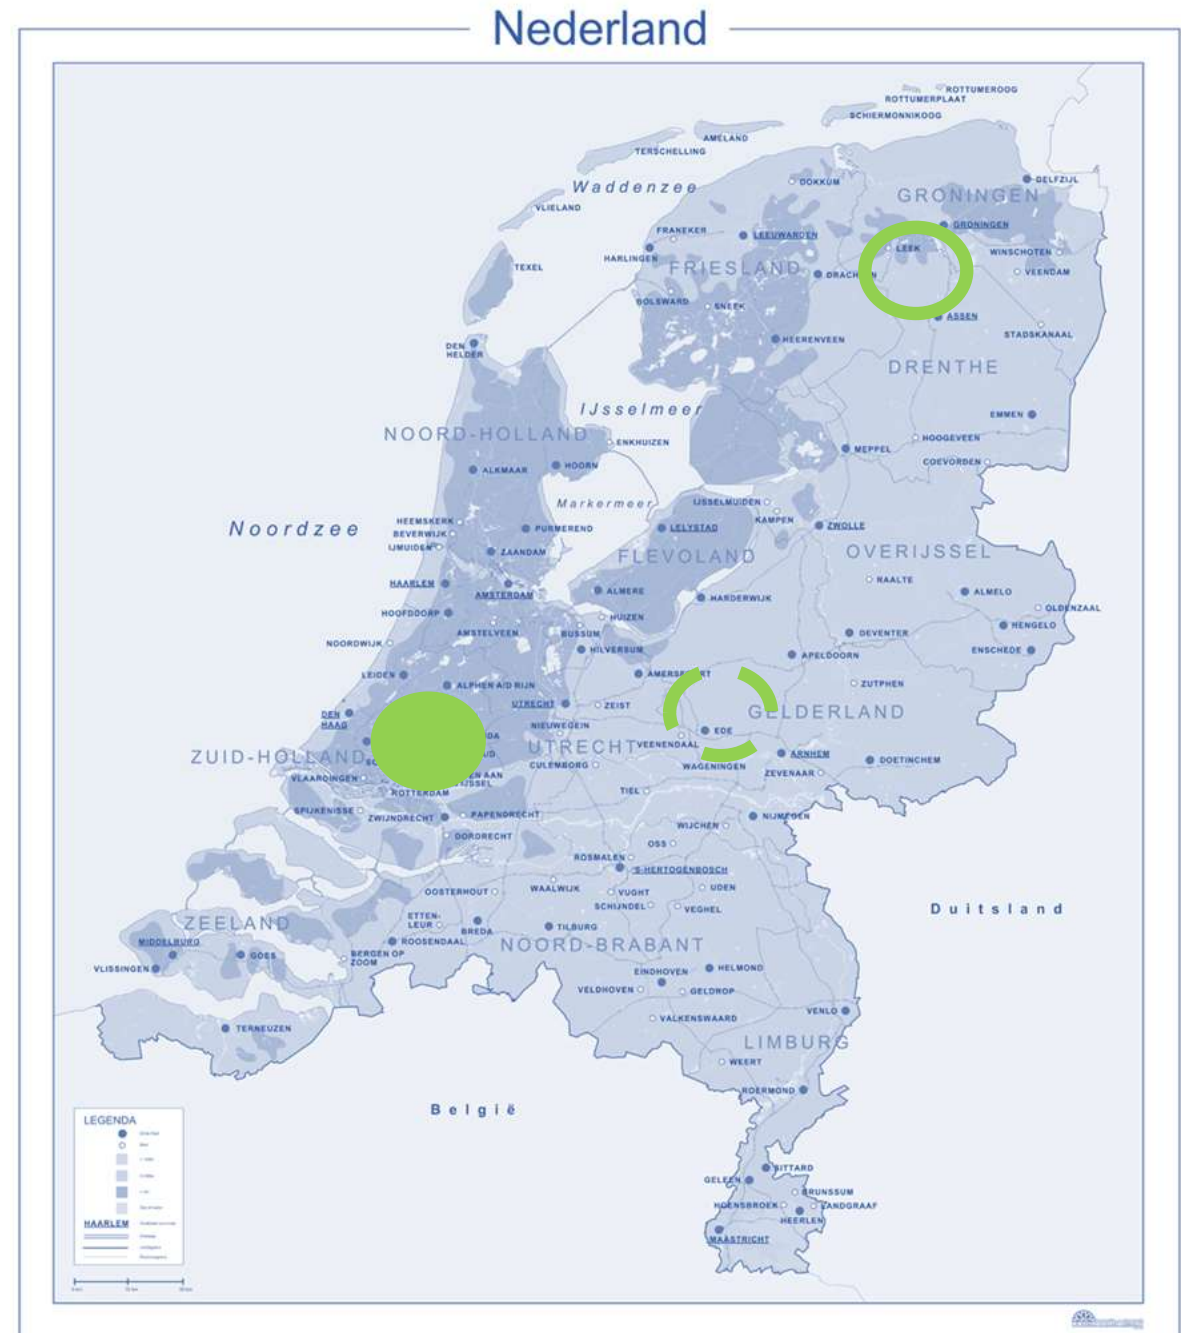 Nederland
ROTTUMEROOG
ROTTUMERPLAAT
SCHIERMONNIKOOG
AMELAND
TERSCHELLING
Waddenzee
VLIELAND
DOKKUM
DELFZIJL
GRONINGEN
GRONINGEN
FRANEKER
LEEUWARDEN
LEEK
WINSCHOTEN
HARLINGEN
TEXEL
FRIESLAND
VEENDAM
BOLSWARD
SNEEK
ASSEN
STADSKANAAL
HEERENVEEN
DEN
HELDER
DRENTHE
IJsselmeer
EMMEN
NOORD-HOLLAND
ENKHUIZEN
HOOGEVEEN
MEPPEL
COEVORDEN
ALKMAAR
HOORN
Markermeer
IJSSELMUIDEN
KAMPEN
Noordzee
HEEMSKERK
BEVERWIJK
IJMUIDEN
PURMEREND
LELYSTAD
ZWOLLE
ZAANDAM
FLEVOLAND
OVERIJSSEL
HAARLEM
AMSTERDAM
ALMERE
HARDERWIJK
RAALTE
ALMELO
OLDENZAAL
HOOFDDORP
HUIZEN
AMSTELVEEN
BUSSUM
DEVENTER
HENGELO
NOORDWIJK
HILVERSUM
APELDOORN
ENSCHEDE
LEIDEN
ALPHEN A/D RIJN
ZUTPHEN
DEN
HAAG
UTRECHT
ZEIST
GELDERLAND
NIEUWEGEIN
EDE
ZUID-HOLLAND
UTRECHT
VEENENDAAL
ARNHEM
DOETINCHEM
CULEMBORG
WAGENINGEN
ZEVENAAR
VLAARDINGEN
ROTTERDAM
TIEL
SPIJKENISSE
ZWIJNDRECHT
PAPENDRECHT
NIJMEGEN
WIJCHEN
DORDRECHT
OSS
ROSMALEN
'S-HERTOGENBOSCH
OOSTERHOUT
WAALWIJK
VUGHT
UDEN
SCHIJNDEL
VEGHEL
Duitsland
ZEELAND
ETTEN-
LEUR
BREDA
TILBURG
MIDDELBURG
ROOSENDAAL
NOORD-BRABANT
GOES
BERGEN OP
ZOOM
VLISSINGEN
EINDHOVEN
HELMOND
VELDHOVEN
GELDROP
VENLO
VALKENSWAARD
TERNEUZEN
LIMBURG
WEERT
ROERMOND
België
LEGENDA
SITTARD
GELEEN
BRUNSSUM
HOENSBROEK
LANDGRAAF
HEERLEN
HAARLEM
MAASTRICHT